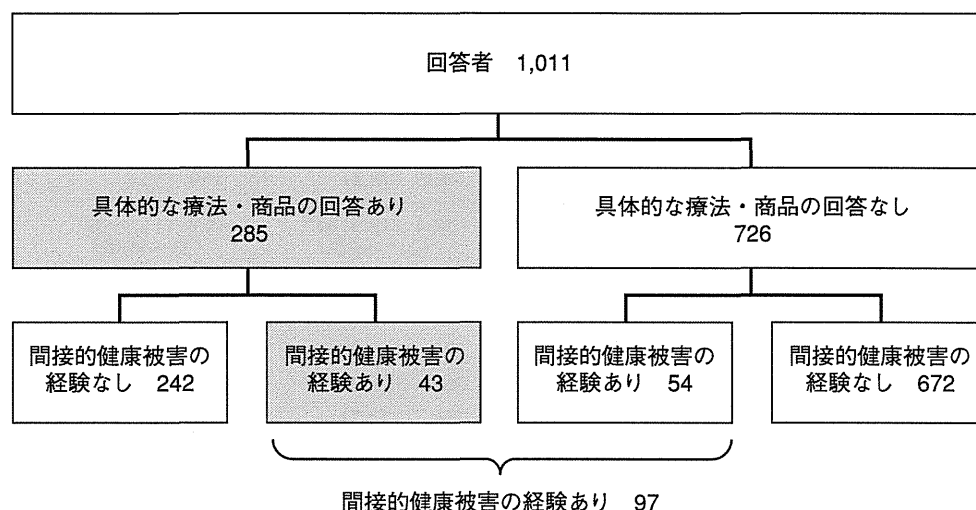 回答者 1,011
具体的な療法・商品の回答あり
285
具体的な療法・商品の回答なし
726
間接的健康被害の
経験なし 242
間接的健康被害の
経験あり 43
間接的健康被害の
経験あり 54
間接的健康被害の
経験なし 672
間接的健康被害の経験あり 97